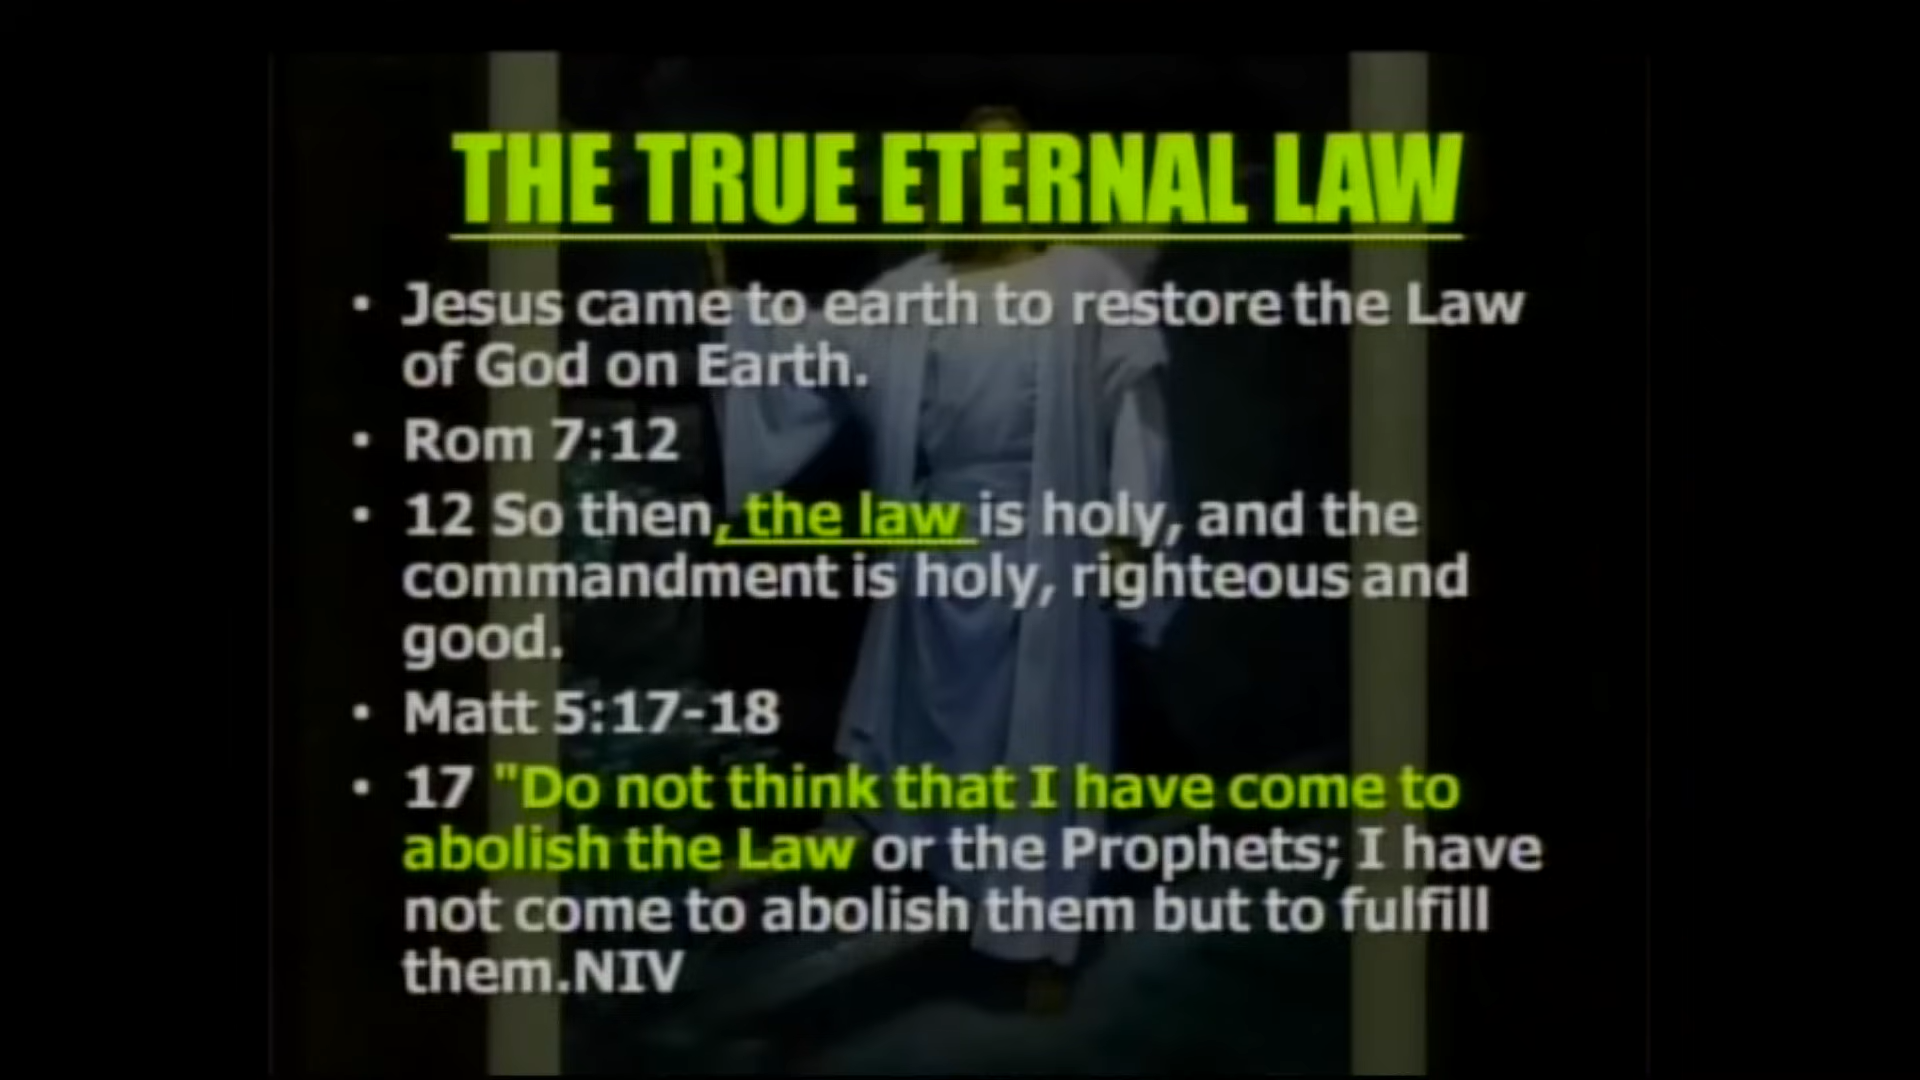 THE TRUE ETERNAL LAW
• Jesus came to earth to restore the Law
of God on Earth.
• Rom 7:12
• 12 So then, the law is holy, and the
commandment is holy, righteous and
good.
• Matt 5:17-18
• 17 "Do not think that I have come to
abolish the Law or the Prophets; I have
not come to abolish them but to fulfill
them.NIV